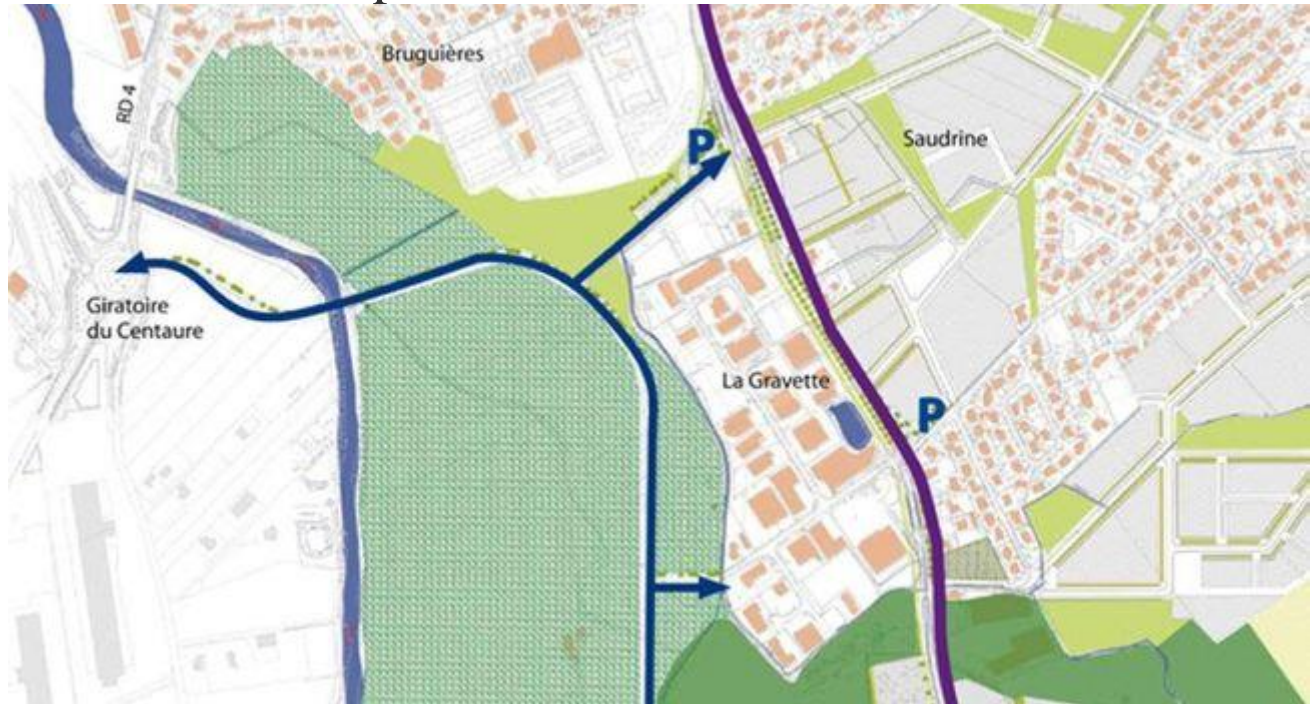 Bruguières
RD 4
P
Saudrine
Giratoire
du Centaure
La Gravette
P